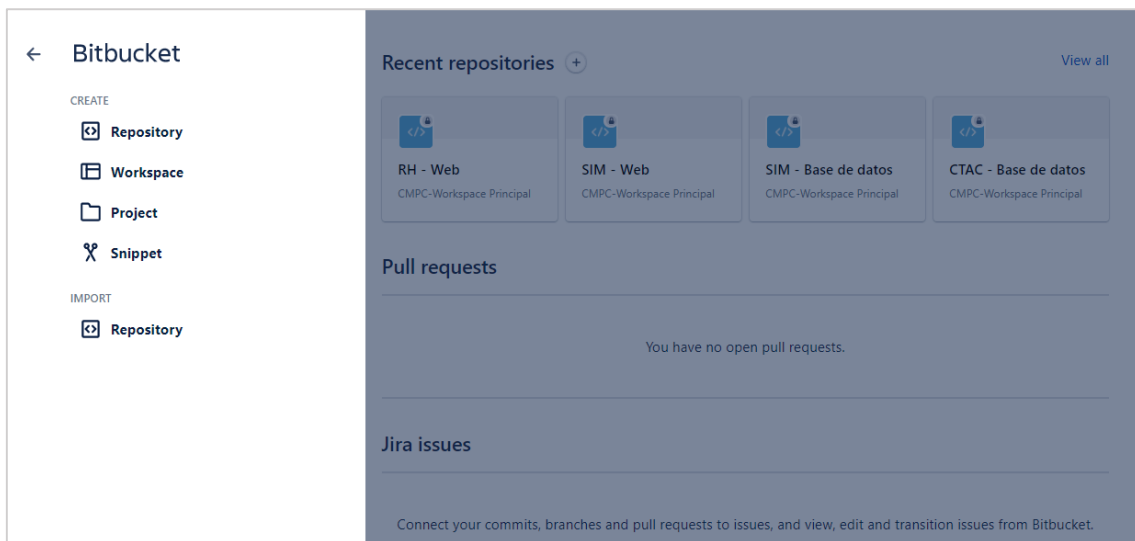 Bitbucket
CREATE
Repository
Workspace
Project
Snippet
IMPORT
Repository
Recent repositories
View all
RH - Web
CMPC-Workspace Principal
SIM - Web
CMPC-Workspace Principal
SIM - Base de datos
CMPC-Workspace Principal
CTAC - Base de datos
CMPC-Workspace Principal
Pull requests
You have no open pull requests.
Jira issues
Connect your commits, branches and pull requests to issues, and view, edit and transition issues from Bitbucket.